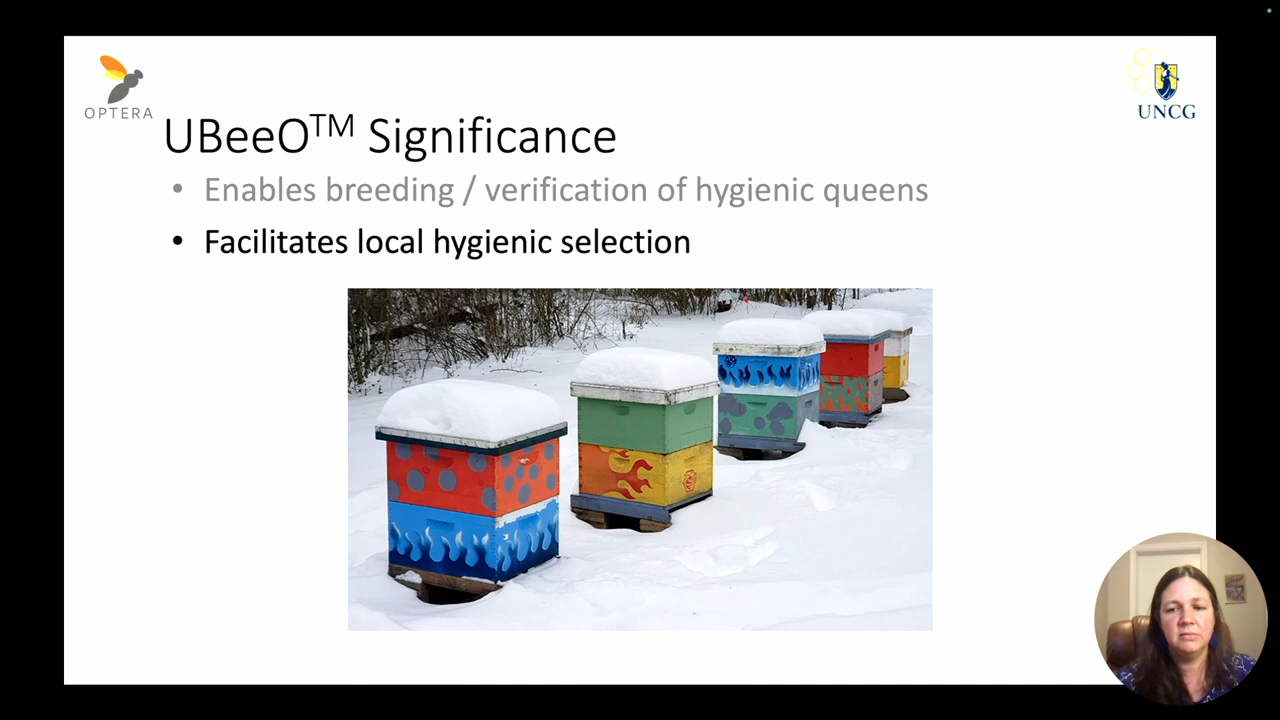 OPTERA
UNCG
UBeeO™ Significance
• Enables breeding / verification of hygienic queens
• Facilitates local hygienic selection